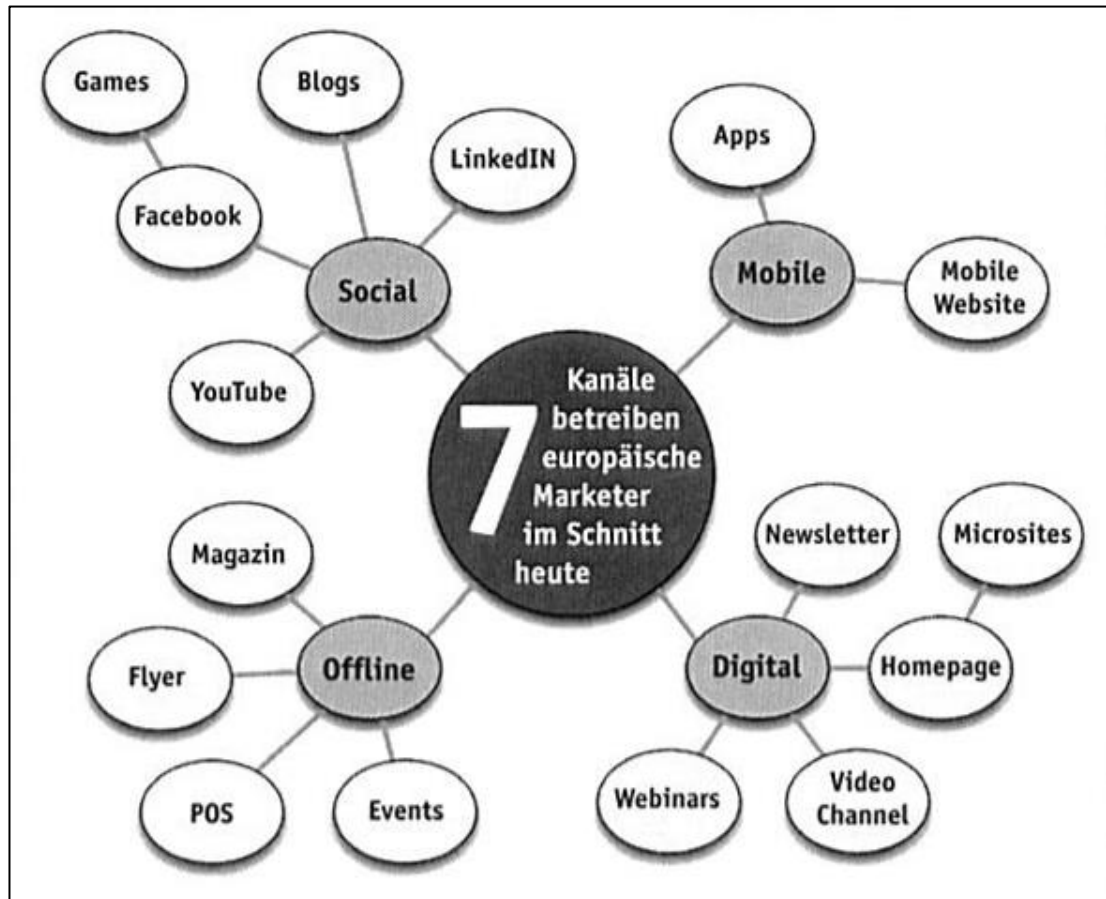 Games
Blogs
LinkedIN
Facebook
Social
YouTube
Apps
Mobile
Mobile
Website
7
Kanäle
betreiben
europäische
Marketer
im Schnitt
heute
Magazin
Flyer
Offline
POS
Events
Newsletter
Microsites
Digital
Homepage
Webinars
Video
Channel